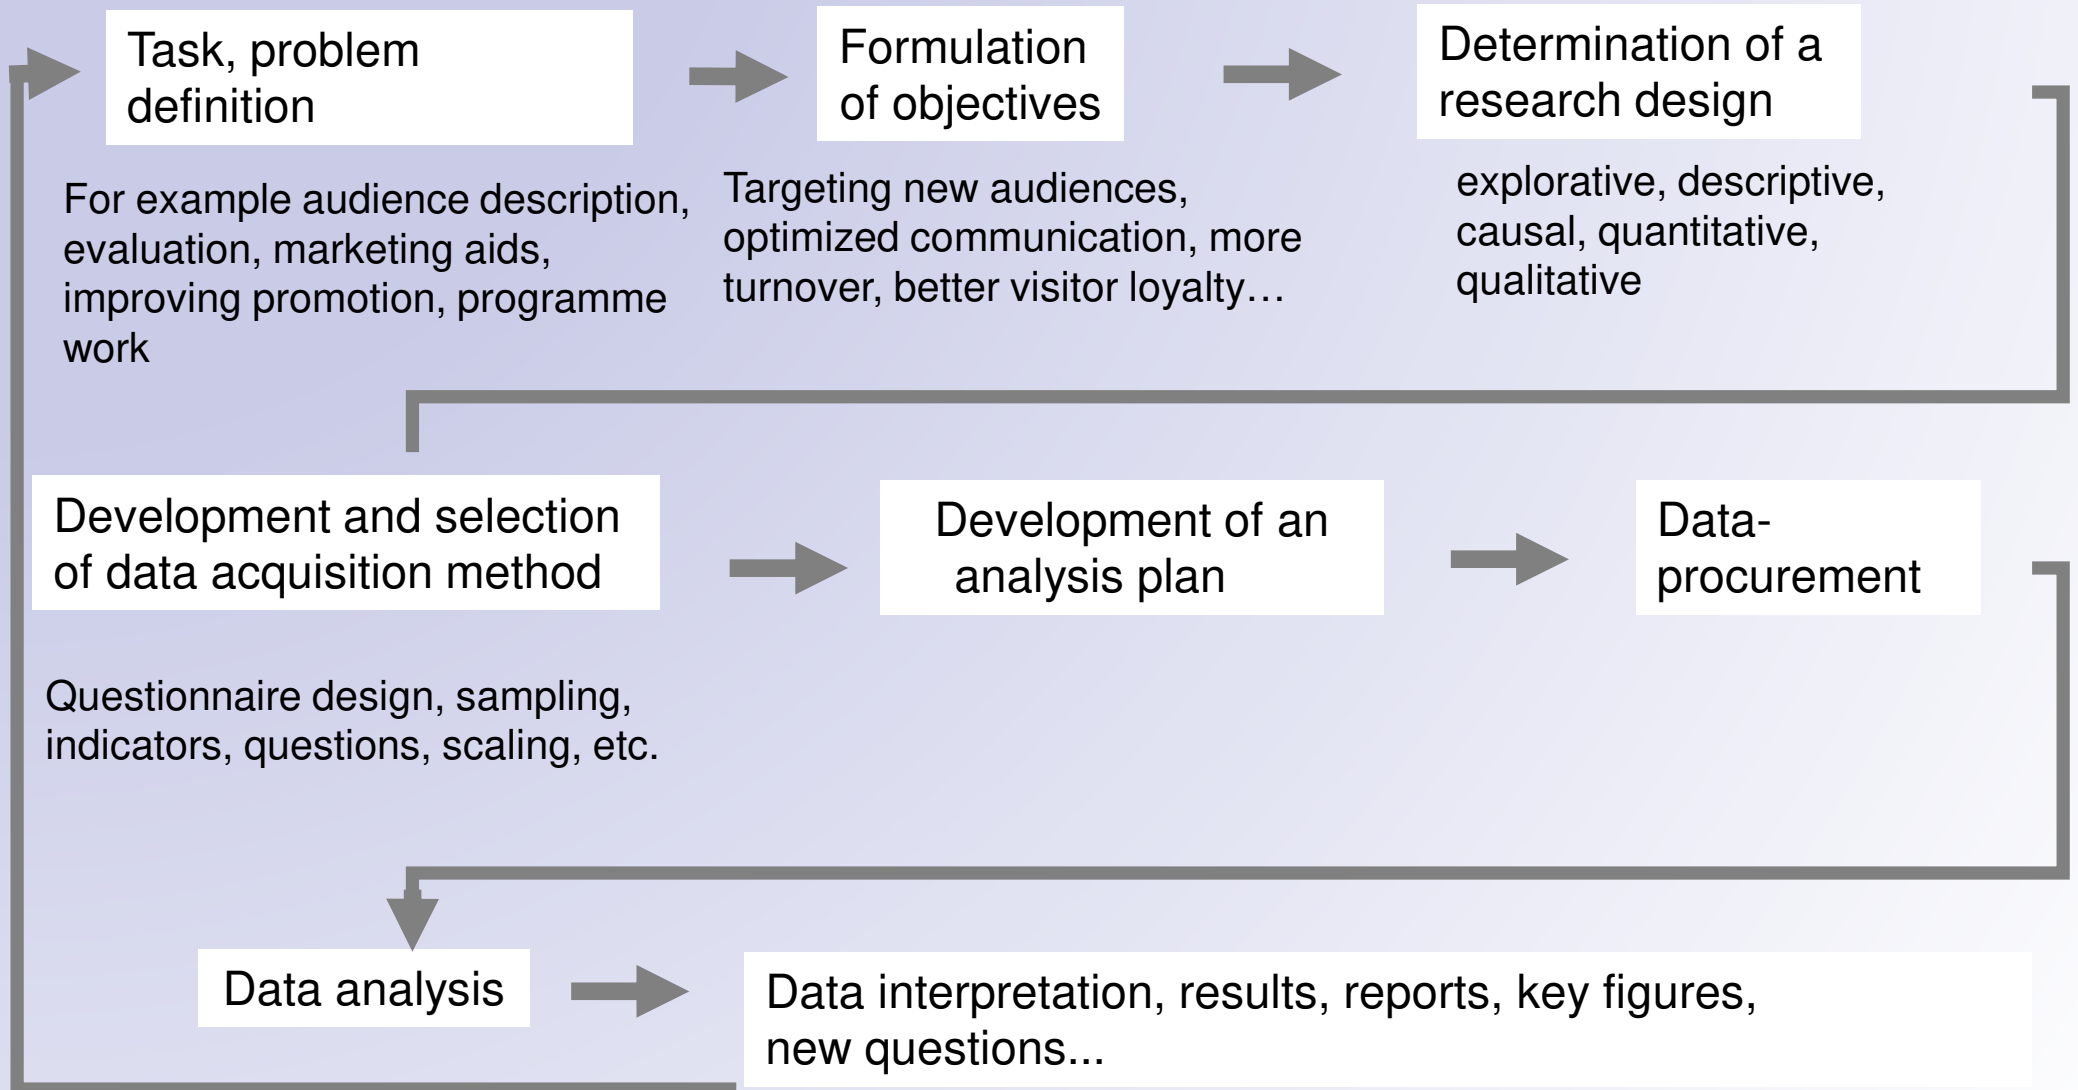 Task, problem
definition
Formulation
of objectives
Determination of a
research design
For example audience description,
evaluation, marketing aids,
improving promotion, programme
work
Targeting new audiences,
optimized communication, more
turnover, better visitor loyalty…
explorative, descriptive,
causal, quantitative,
qualitative
Development and selection
of data acquisition method
Development of an
analysis plan
Data-
procurement
Questionnaire design, sampling,
indicators, questions, scaling, etc.
Data analysis
Data interpretation, results, reports, key figures,
new questions...